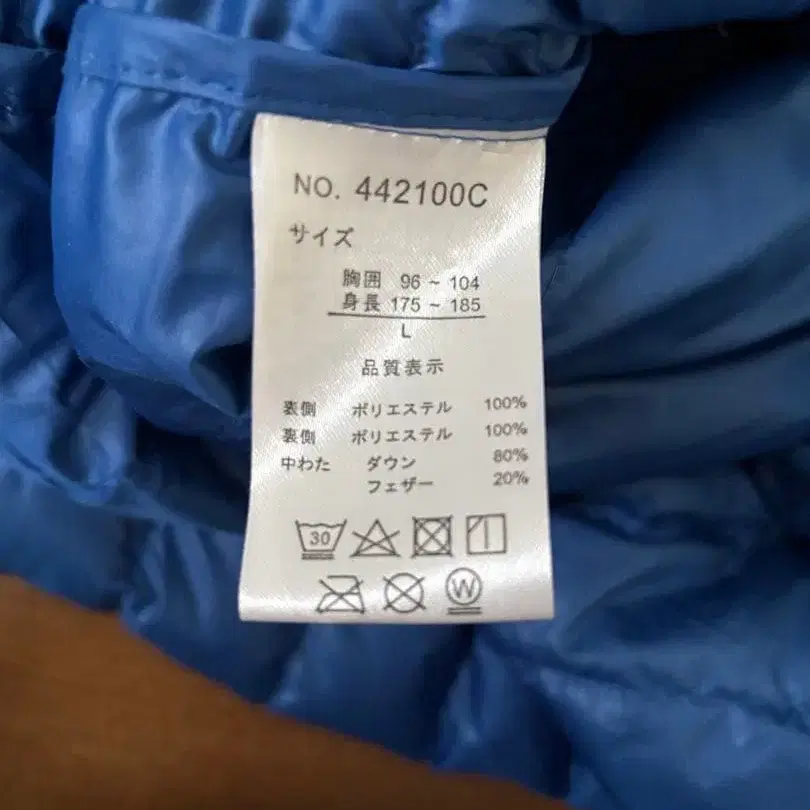 NO. 442100C
サイズ
胸囲 96 ~ 104
身長 175 ~ 185
L
品質表示
表側 ポリエステル 100%
裏側 ポリエステル 100%
中わた ダウン 80%
フェザー 20%
30
W